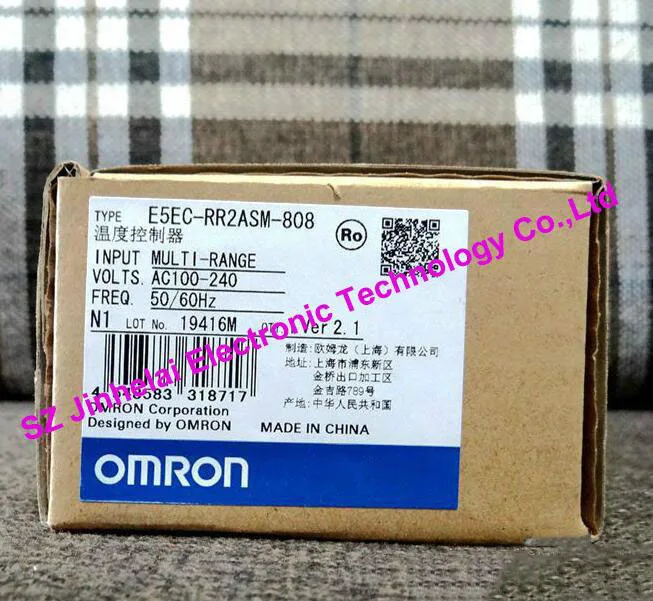 TYPE E5EC-RR2ASM-808
温度控制器
Ro
INPUT MULTI-RANGE
VOLTS. AC100-240
FREQ. 50/60Hz
N1 LOT No. 19416M Ver 2.1
制造: 欧姆龙 (上海) 有限公司
地址: 上海市浦东新区
金桥出口加工区
金吉路789号
产地: 中华人民共和国
318717
OMRON Corporation
Designed by OMRON MADE IN CHINA
OMRON
SZ Jinhelai Electronic Technology Co.,Ltd